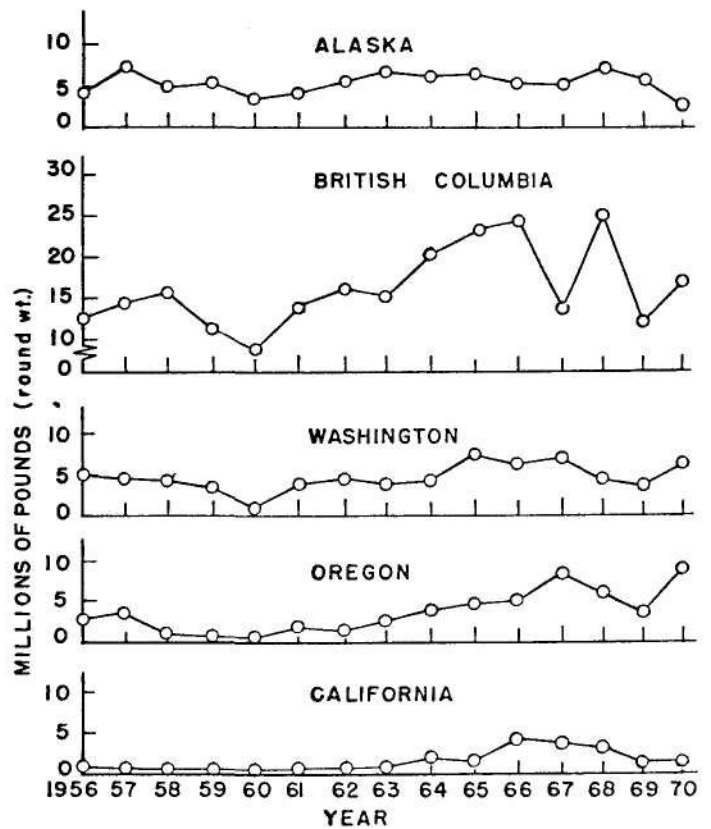 MILLIONS OF POUNDS (round wt.)
ALASKA
10
5
0
BRITISH COLUMBIA
30
25
20
15
10
0
WASHINGTON
10
5
0
OREGON
10
5
0
CALIFORNIA
10
5
0
1956 57 58 59 60 61 62 63 64 65 66 67 68 69 70
YEAR